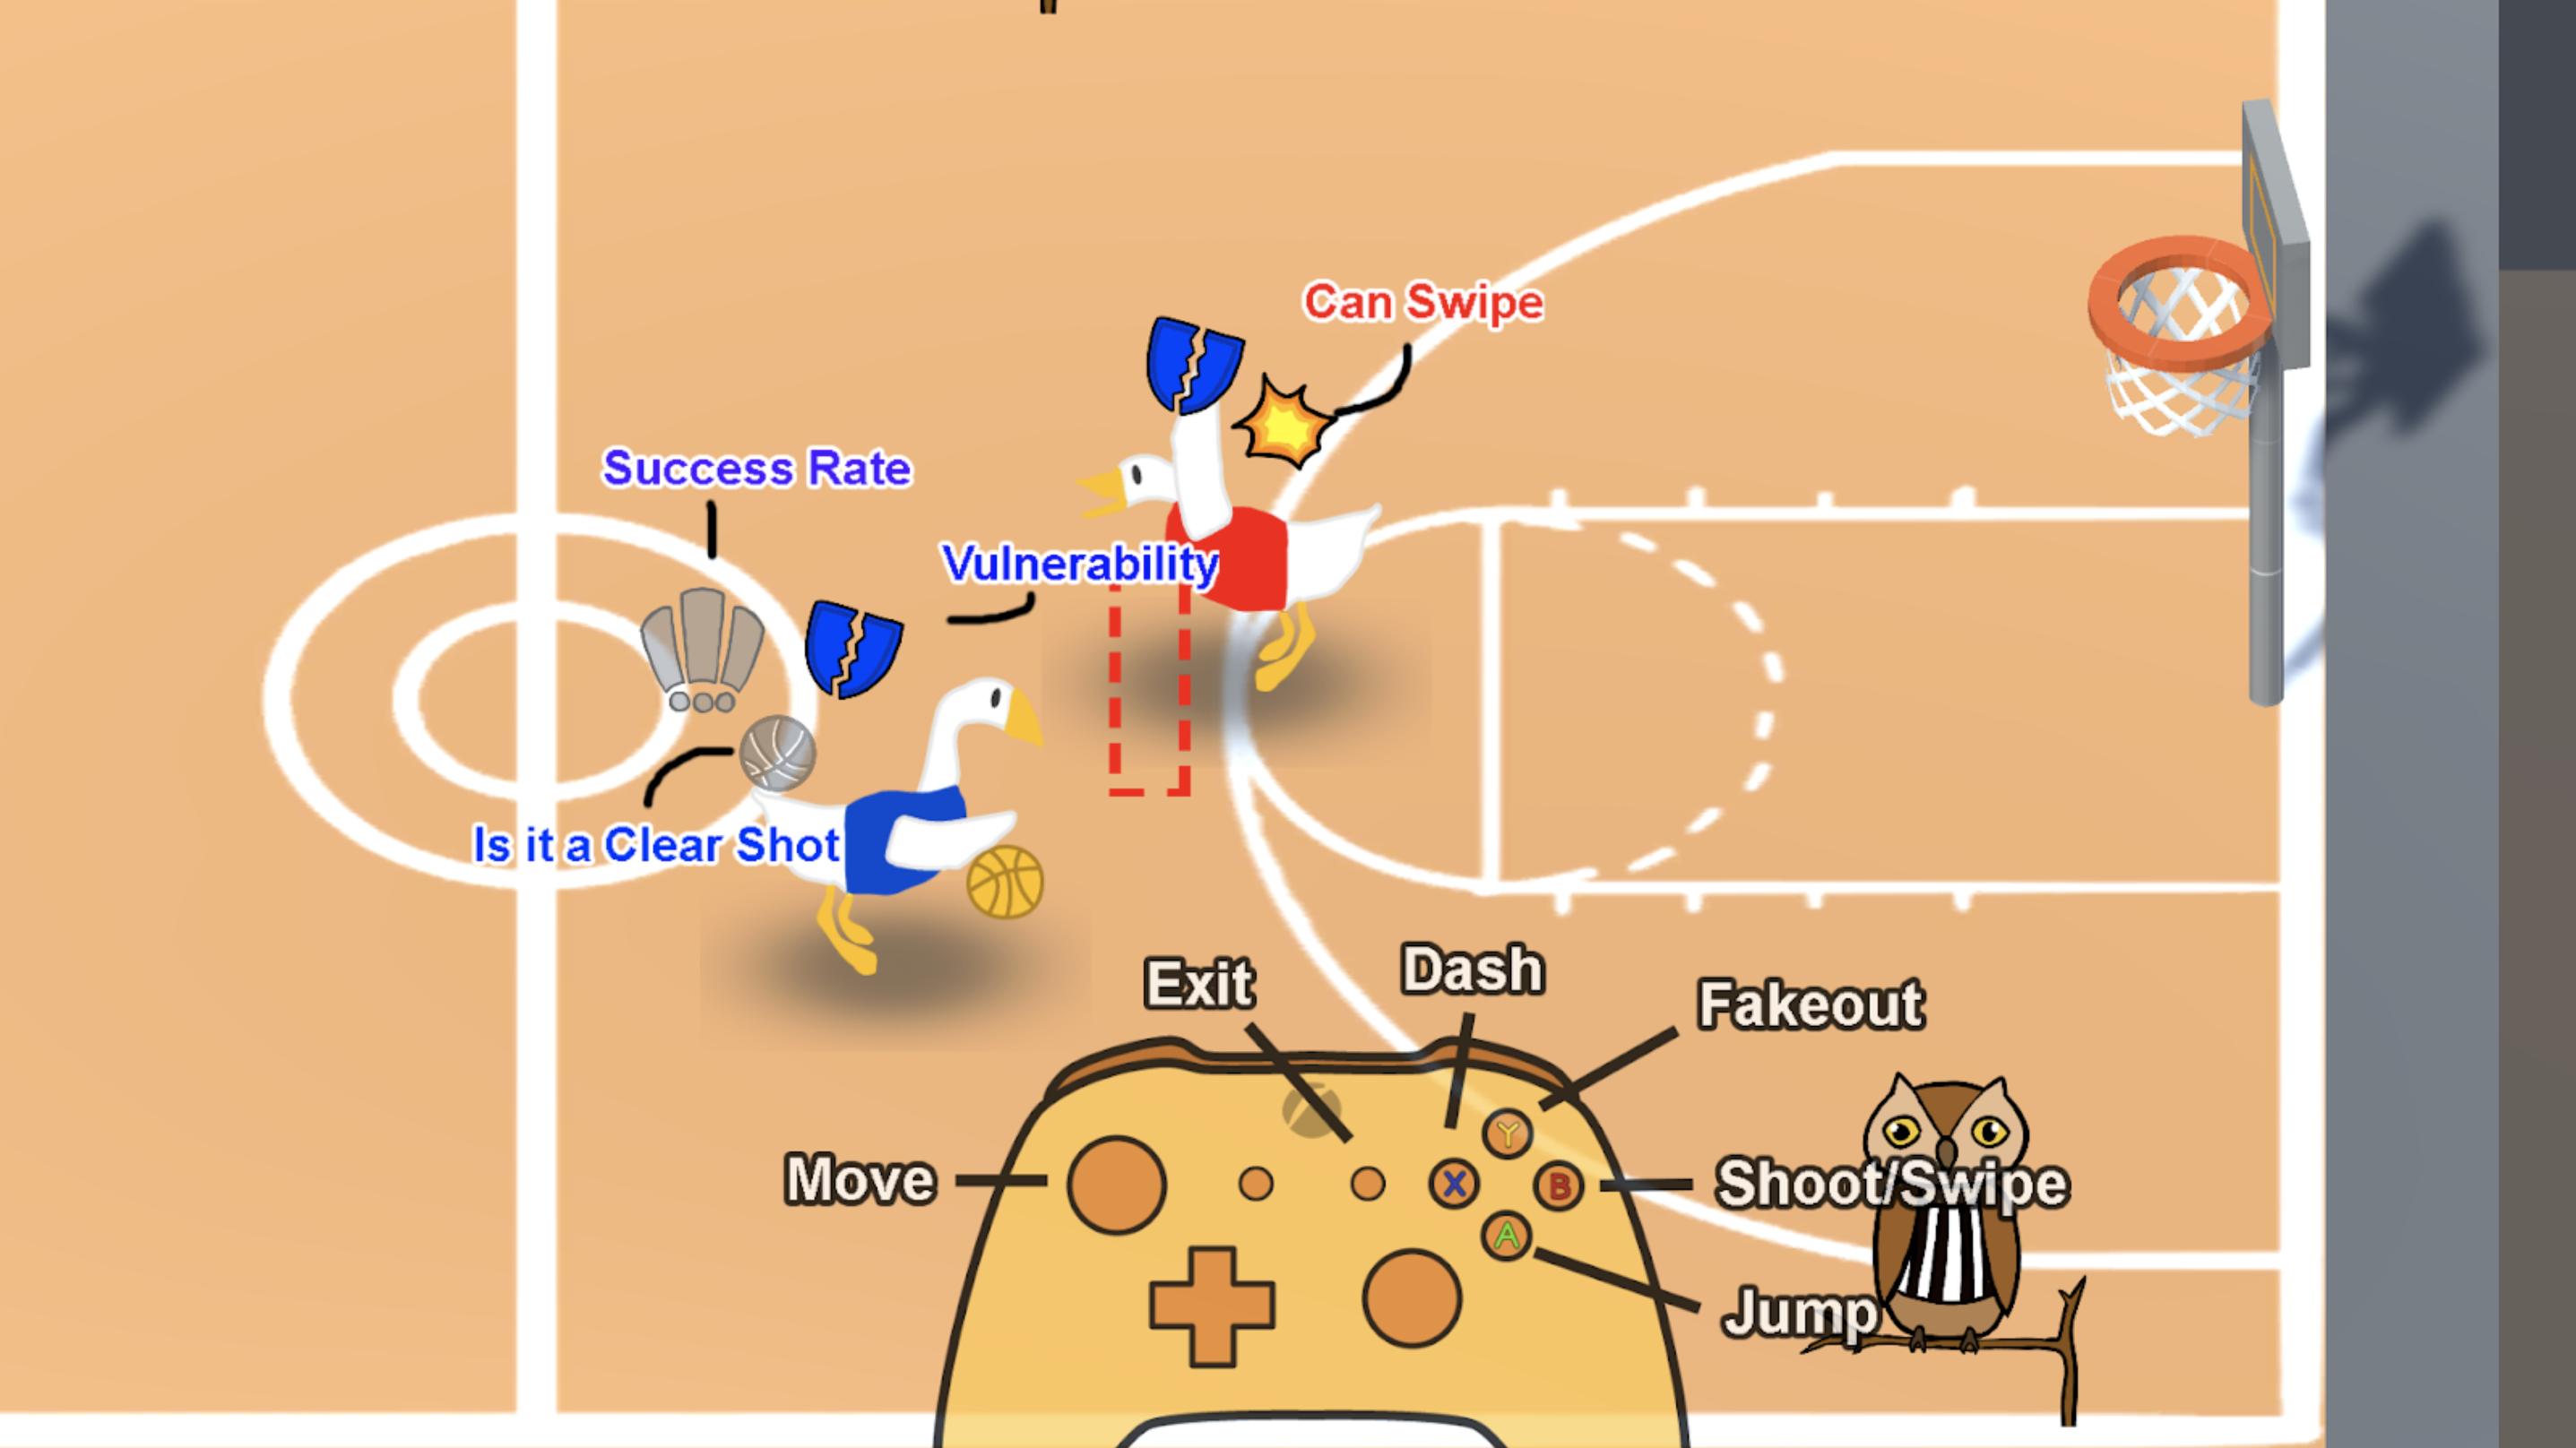 Can Swipe
Success Rate
Vulnerability
Is it a Clear Shot
Exit
Dash
Fakeout
Move
Y
X
B
Shoot/Swipe
A
Jump